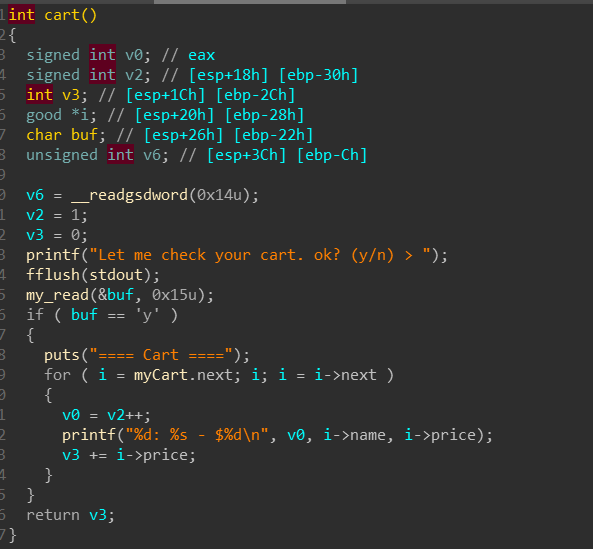 1 int cart()
2 {
3 signed int v0; // eax
4 signed int v2; // [esp+18h] [ebp-30h]
5 int v3; // [esp+1Ch] [ebp-2Ch]
6 good *i; // [esp+20h] [ebp-28h]
7 char buf; // [esp+26h] [ebp-22h]
8 unsigned int v6; // [esp+3Ch] [ebp-Ch]
9
0 v6 = __readgsdword(0x14u);
1 v2 = 1;
2 v3 = 0;
3 printf("Let me check your cart. ok? (y/n) > ");
4 fflush(stdout);
5 my_read(&buf, 0x15u);
6 if ( buf == 'y' )
7 {
8 puts("==== Cart ====");
9 for ( i = myCart.next; i; i = i->next )
0 {
1 v0 = v2++;
2 printf("%d: %s - $%d\n", v0, i->name, i->price);
3 v3 += i->price;
4 }
5 }
6 return v3;
7 }